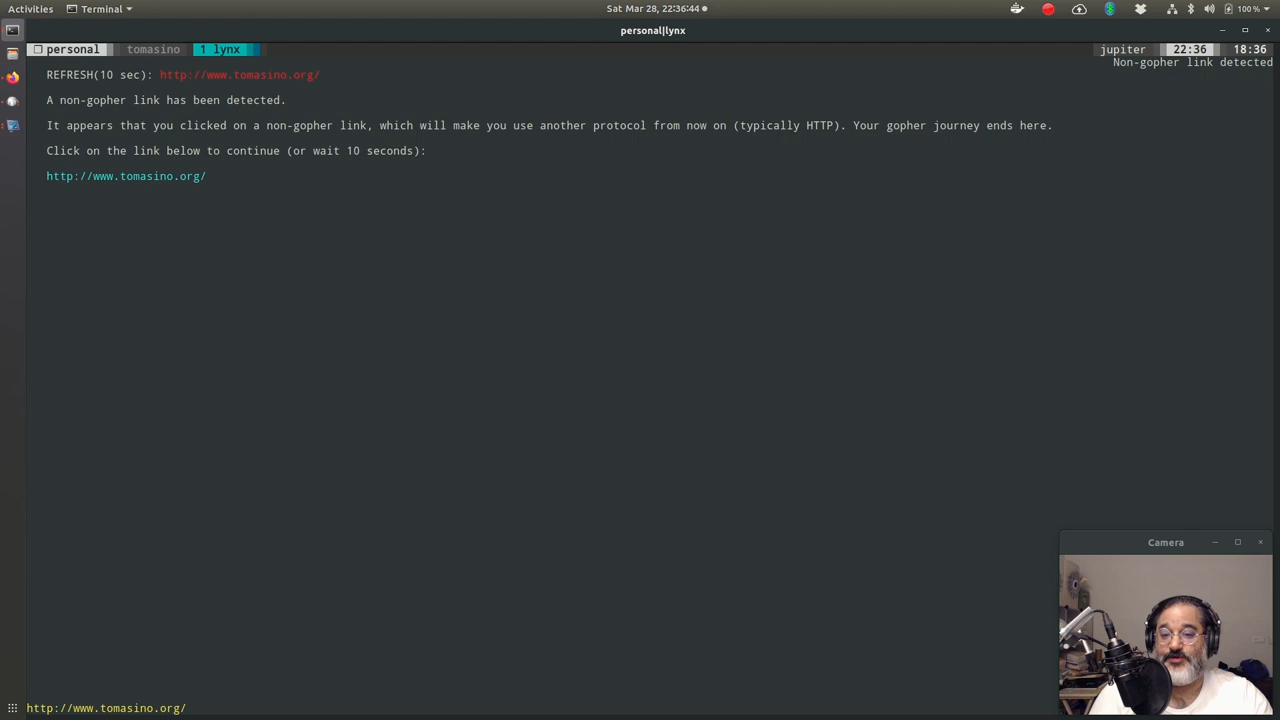 Activities Terminal Sat Mar 28, 22:36:44 100 %
personal|lynx
personal tomasino 1 lynx jupiter 22:36 18:36
Non-gopher link detected
REFRESH(10 sec): http://www.tomasino.org/
A non-gopher link has been detected.
It appears that you clicked on a non-gopher link, which will make you use another protocol from now on (typically HTTP). Your gopher journey ends here.
Click on the link below to continue (or wait 10 seconds):
http://www.tomasino.org/
Camera
http://www.tomasino.org/